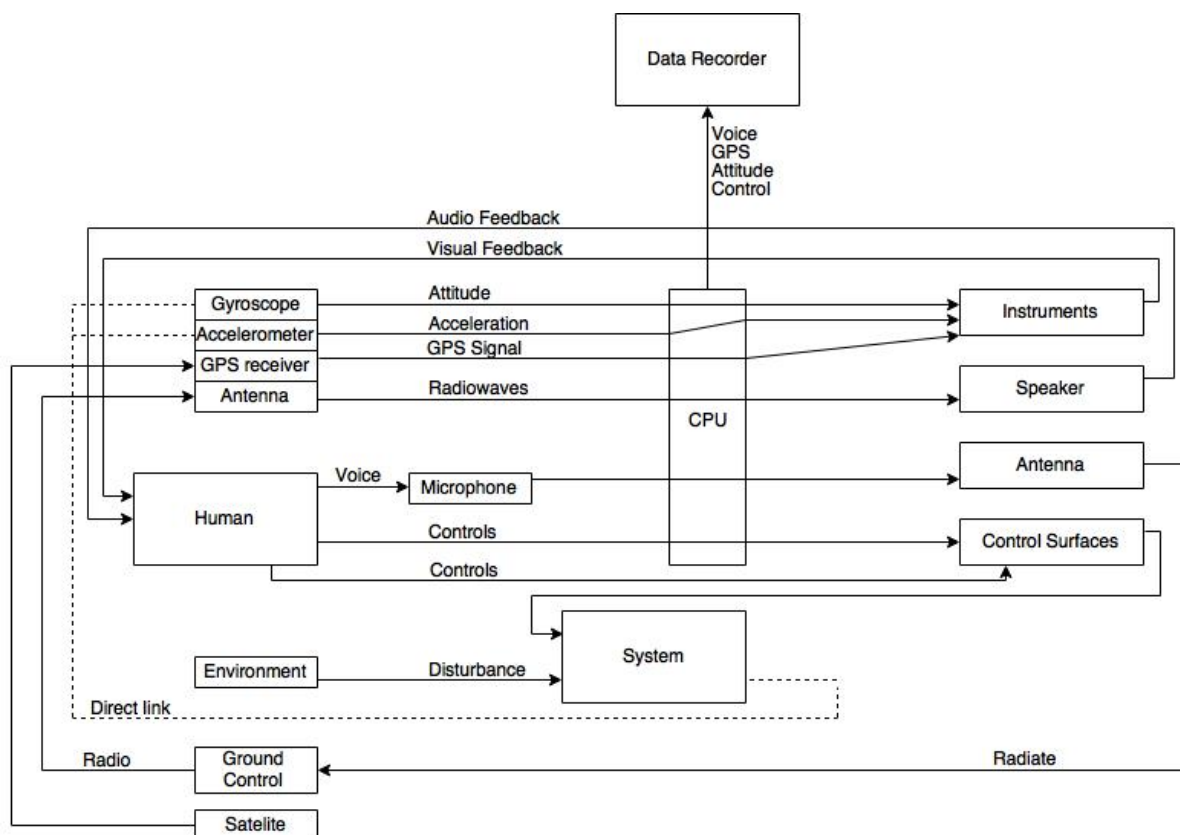 Data Recorder
Voice
GPS
Attitude
Control
Audio Feedback
Visual Feedback
Gyroscope
Attitude
Instruments
Accelerometer
Acceleration
GPS receiver
GPS Signal
Antenna
Radiowaves
CPU
Speaker
Human
Voice
Microphone
Antenna
Controls
Control Surfaces
Controls
Environment
Disturbance
System
Direct link
Radio
Ground
Control
Radiate
Satelite